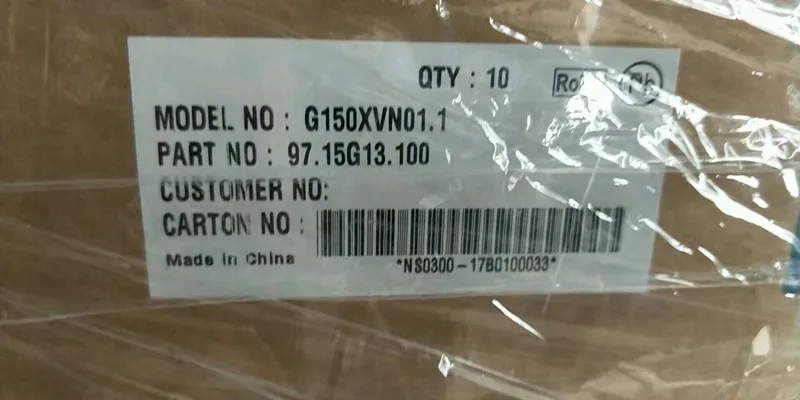 QTY : 10
MODEL NO : G150XVN01.1
PART NO : 97.15G13.100
CUSTOMER NO:
CARTON NO :
*NS0300-17B0100033*
Made in China